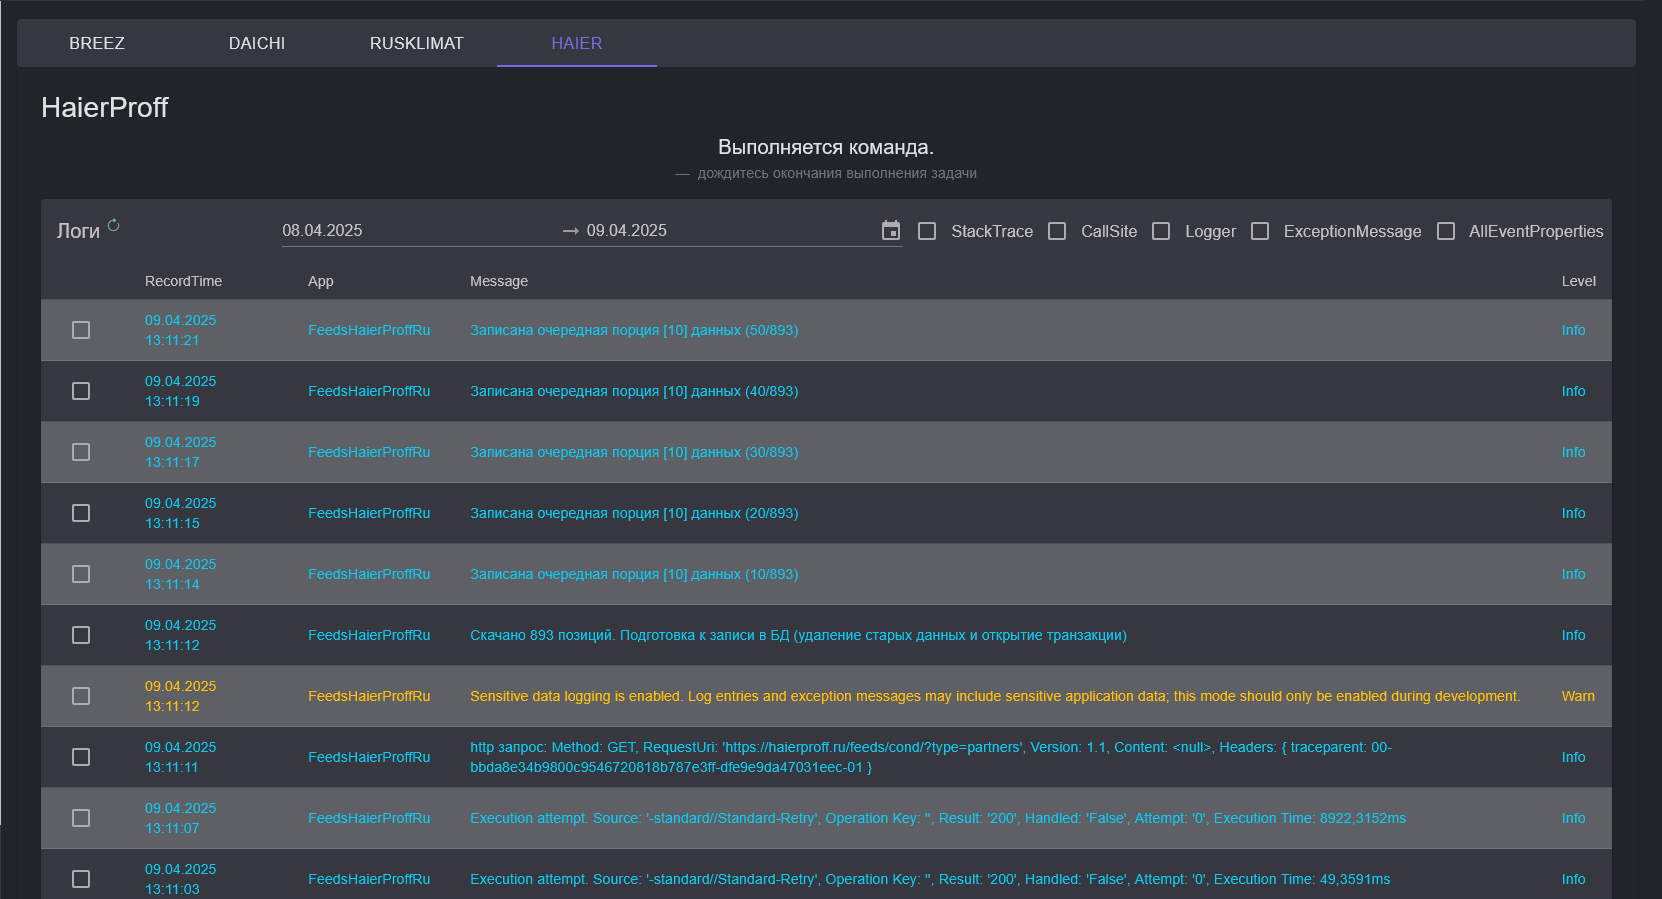 BREEZ DAICHI RUSKLIMAT HAIER
HaierProff
Выполняется команда.
— дождитесь окончания выполнения задачи
Логи 08.04.2025 → 09.04.2025 StackTrace CallSite Logger ExceptionMessage AllEventProperties
RecordTime App Message Level
09.04.2025
13:11:21 FeedsHaierProffRu Записана очередная порция [10] данных (50/893) Info
09.04.2025
13:11:19 FeedsHaierProffRu Записана очередная порция [10] данных (40/893) Info
09.04.2025
13:11:17 FeedsHaierProffRu Записана очередная порция [10] данных (30/893) Info
09.04.2025
13:11:15 FeedsHaierProffRu Записана очередная порция [10] данных (20/893) Info
09.04.2025
13:11:14 FeedsHaierProffRu Записана очередная порция [10] данных (10/893) Info
09.04.2025
13:11:12 FeedsHaierProffRu Скачано 893 позиций. Подготовка к записи в БД (удаление старых данных и открытие транзакции) Info
09.04.2025
13:11:12 FeedsHaierProffRu Sensitive data logging is enabled. Log entries and exception messages may include sensitive application data; this mode should only be enabled during development. Warn
09.04.2025
13:11:11 FeedsHaierProffRu http запрос: Method: GET, RequestUri: 'https://haierproff.ru/feeds/cond/?type=partners', Version: 1.1, Content: <null>, Headers: { traceparent: 00-
bbda8e34b9800c9546720818b787e3ff-dfe9e9da47031eec-01 } Info
09.04.2025
13:11:07 FeedsHaierProffRu Execution attempt. Source: '-standard//Standard-Retry', Operation Key: '', Result: '200', Handled: 'False', Attempt: '0', Execution Time: 8922,3152ms Info
09.04.2025
13:11:03 FeedsHaierProffRu Execution attempt. Source: '-standard//Standard-Retry', Operation Key: '', Result: '200', Handled: 'False', Attempt: '0', Execution Time: 49,3591ms Info